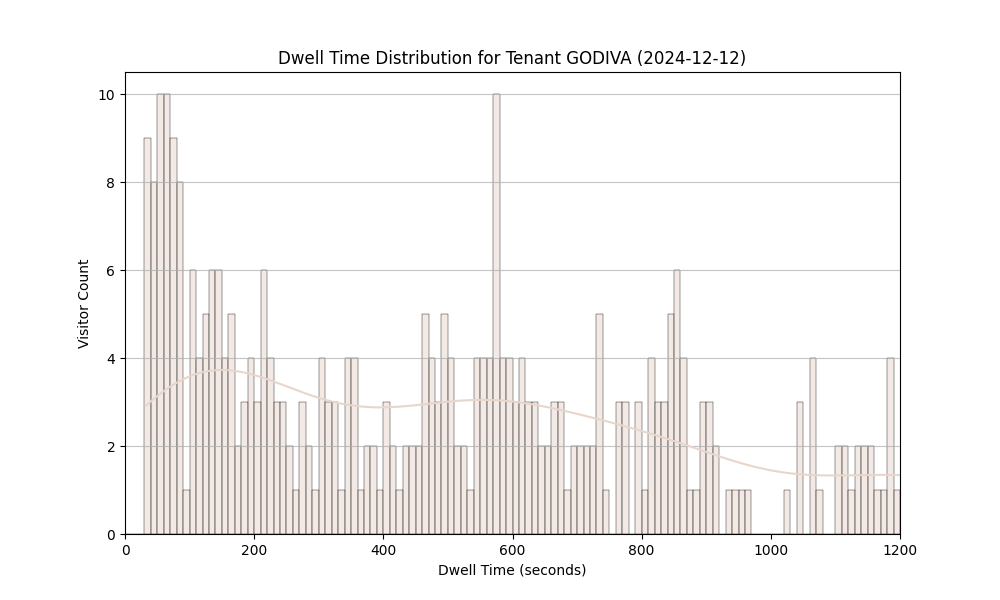 Dwell Time Distribution for Tenant GODIVA (2024-12-12)
10
8
6
4
2
0
Visitor Count
0 200 400 600 800 1000 1200
Dwell Time (seconds)